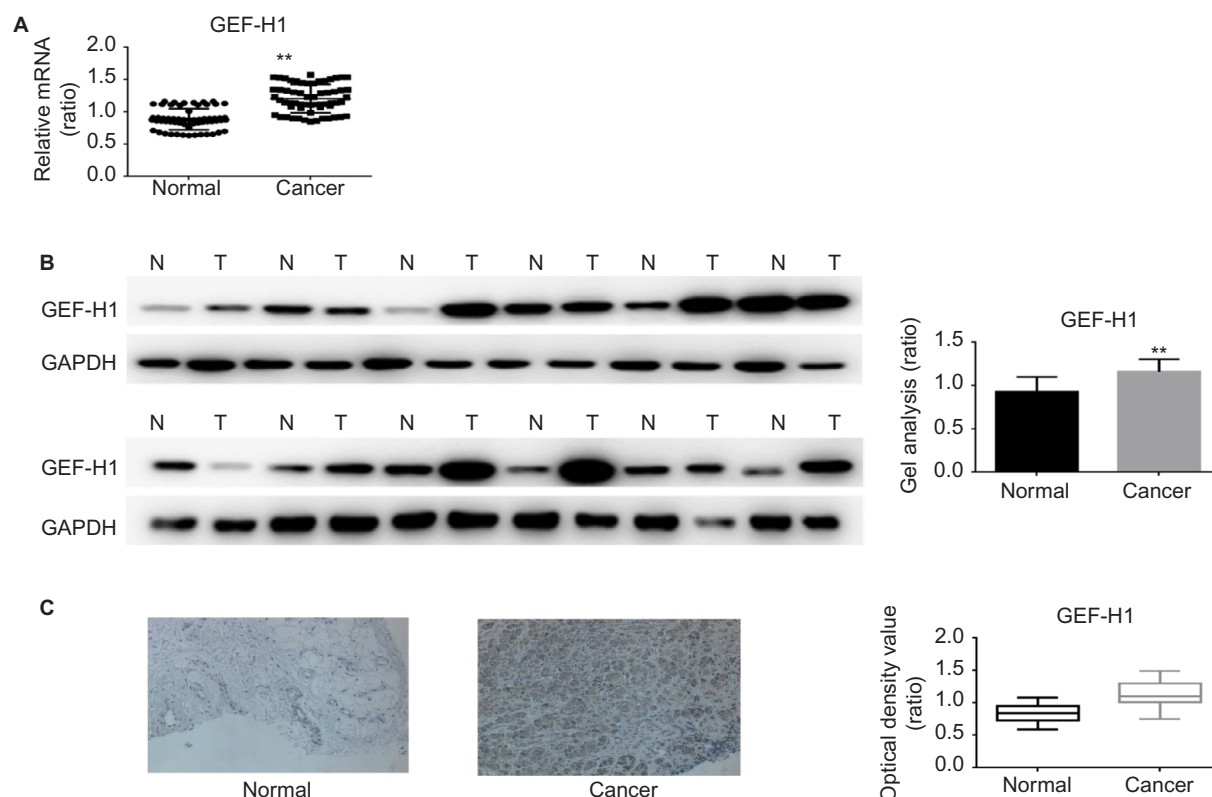 A
GEF-H1
Relative mRNA
(ratio)
2.0
1.5
1.0
0.5
0.0
**
Normal Cancer
B
N T N T N T N T N T N T
GEF-H1
GAPDH
N T N T N T N T N T N T
GEF-H1
GAPDH
GEF-H1
Gel analysis (ratio)
1.5
1.0
0.5
0.0
**
Normal Cancer
C
Normal
Cancer
GEF-H1
Optical density value
(ratio)
2.0
1.5
1.0
0.5
0.0
Normal Cancer